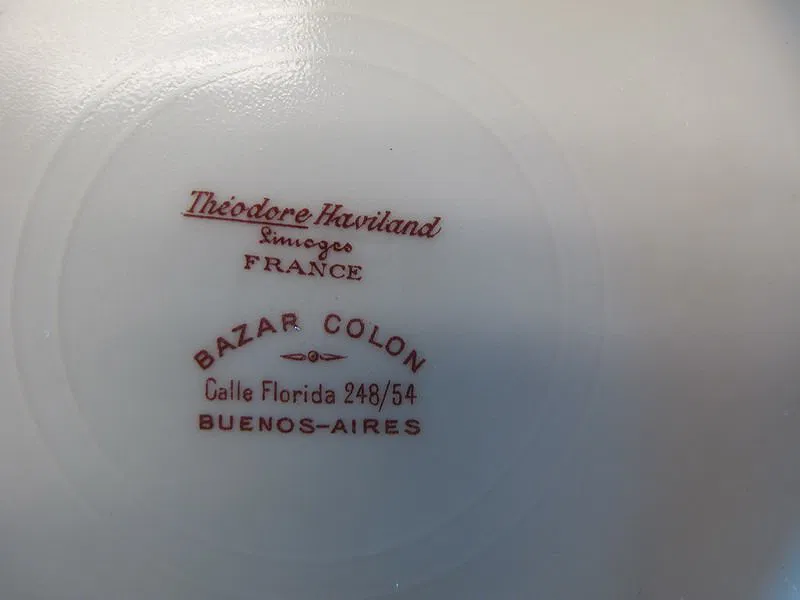 Théodore Haviland
Limoges
FRANCE
BAZAR COLON
Calle Florida 248/54
BUENOS-AIRES